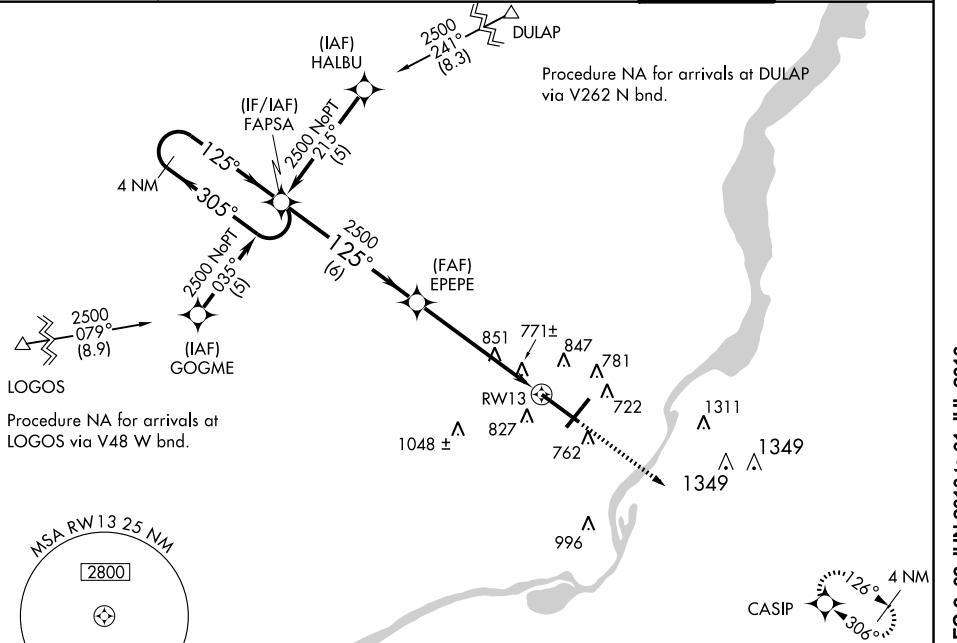 2500
241°
(8.3)
DULAP
(IAF)
HALBU
Procedure NA for arrivals at DULAP
via V262 N bnd.
(IF/IAF)
FAPSA
2500 NoPT
215°
(5)
125°
4 NM
305°
2500
125°
(6)
2500 NoPT
035°
(5)
(FAF)
EPEPE
2500
079°
(8.9)
(IAF)
GOGME
LOGOS
Procedure NA for arrivals at
LOGOS via V48 W bnd.
851
771±
847
781
RW13
722
1311
1048 ±
827
762
1349
1349
996
MSA RW13 25 NM
2800
CASIP
126°
4 NM
306°